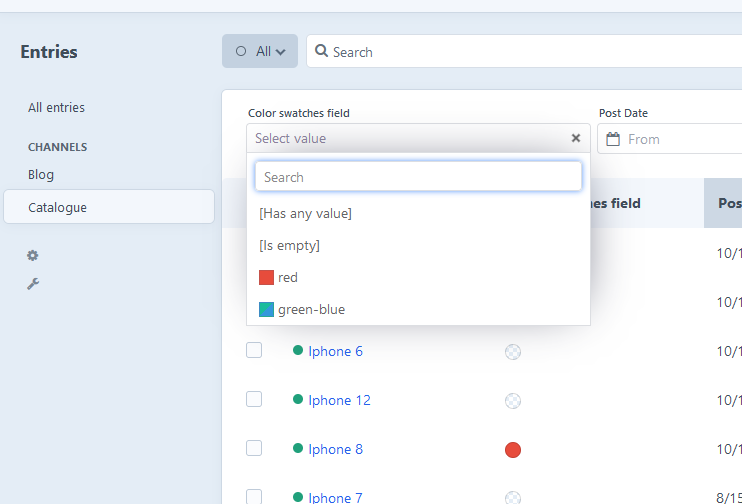 Entries
All
Search
All entries
CHANNELS
Blog
Catalogue
Color swatches field
Post Date
Select value
From
Search
[Has any value]
[Is empty]
red
green-blue
field
10/1
10/1
Iphone 6
10/1
Iphone 12
10/1
Iphone 8
10/1
Iphone 7
8/15